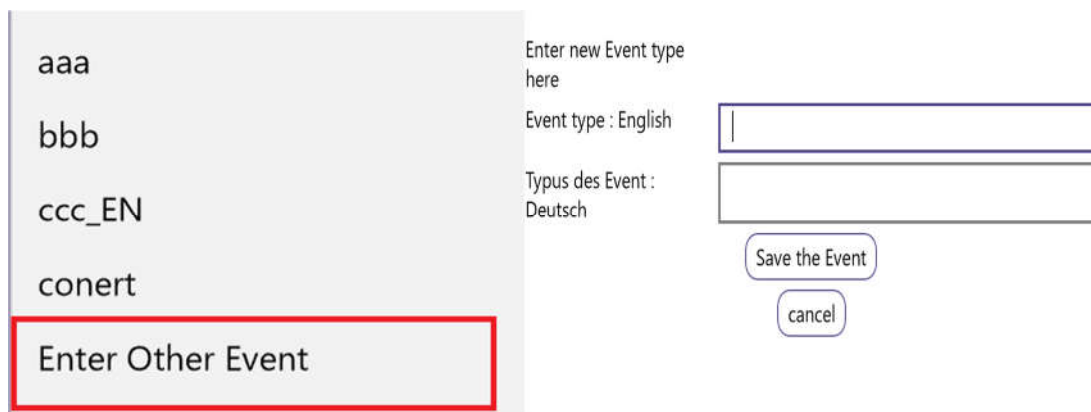 aaa
bbb
ccc_EN
conert
Enter Other Event
Enter new Event type
here
Event type : English
Typus des Event :
Deutsch
Save the Event
cancel